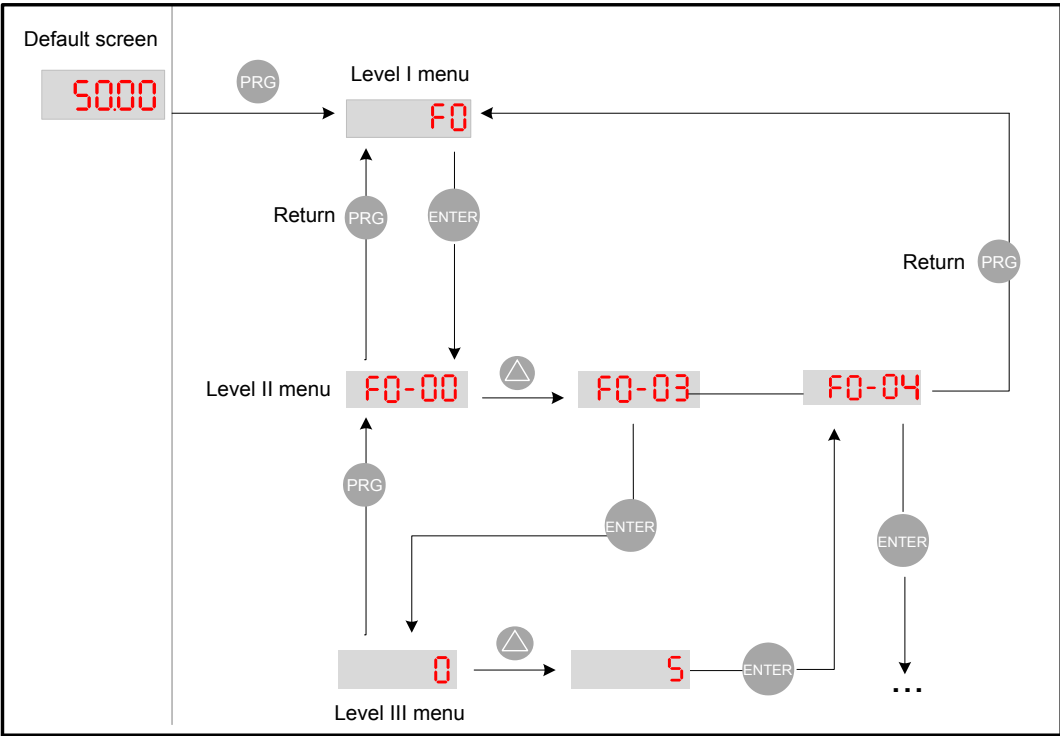 Default screen
50.00
PRG
Level I menu
F0
Return
PRG
ENTER
Return
PRG
Level II menu
F0-00
F0-03
F0-04
PRG
ENTER
ENTER
0
5
ENTER
...
Level III menu